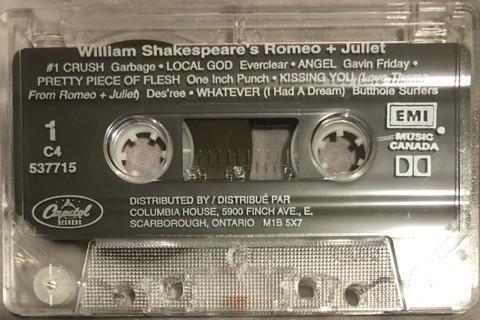 William Shakespeare's Romeo + Juliet
#1 CRUSH Garbage • LOCAL GOD Everclear • ANGEL Gavin Friday •
PRETTY PIECE OF FLESH One Inch Punch • KISSING YOU (Love Theme
From Romeo + Juliet) Des'ree • WHATEVER (I Had A Dream) Butthole Surfers
1
C4
537715
EMI
MUSIC
CANADA
Capitol
RECORDS
DISTRIBUTED BY / DISTRIBUÉ PAR
COLUMBIA HOUSE, 5900 FINCH AVE., E.
SCARBOROUGH, ONTARIO M1B 5X7